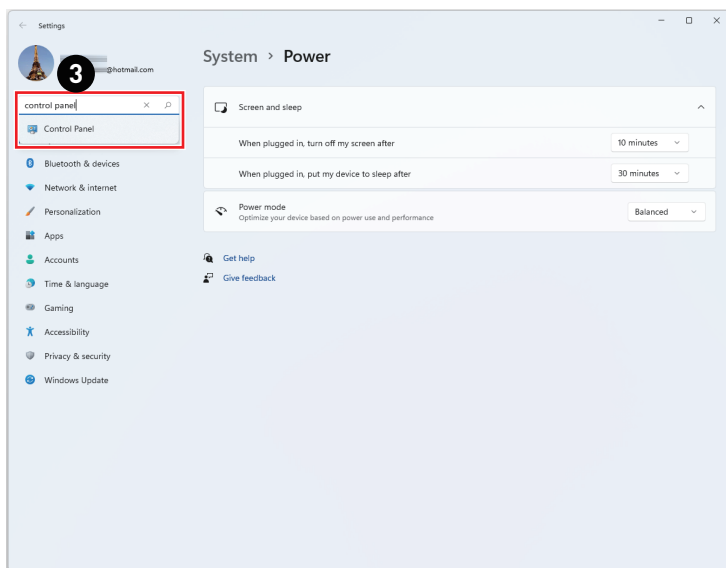 Settings
System > Power
3
@hotmail.com
control panel
Control Panel
Screen and sleep
When plugged in, turn off my screen after
10 minutes
When plugged in, put my device to sleep after
30 minutes
Power mode
Optimize your device based on power use and performance
Balanced
Get help
Give feedback
Bluetooth & devices
Network & internet
Personalization
Apps
Accounts
Time & language
Gaming
Accessibility
Privacy & security
Windows Update